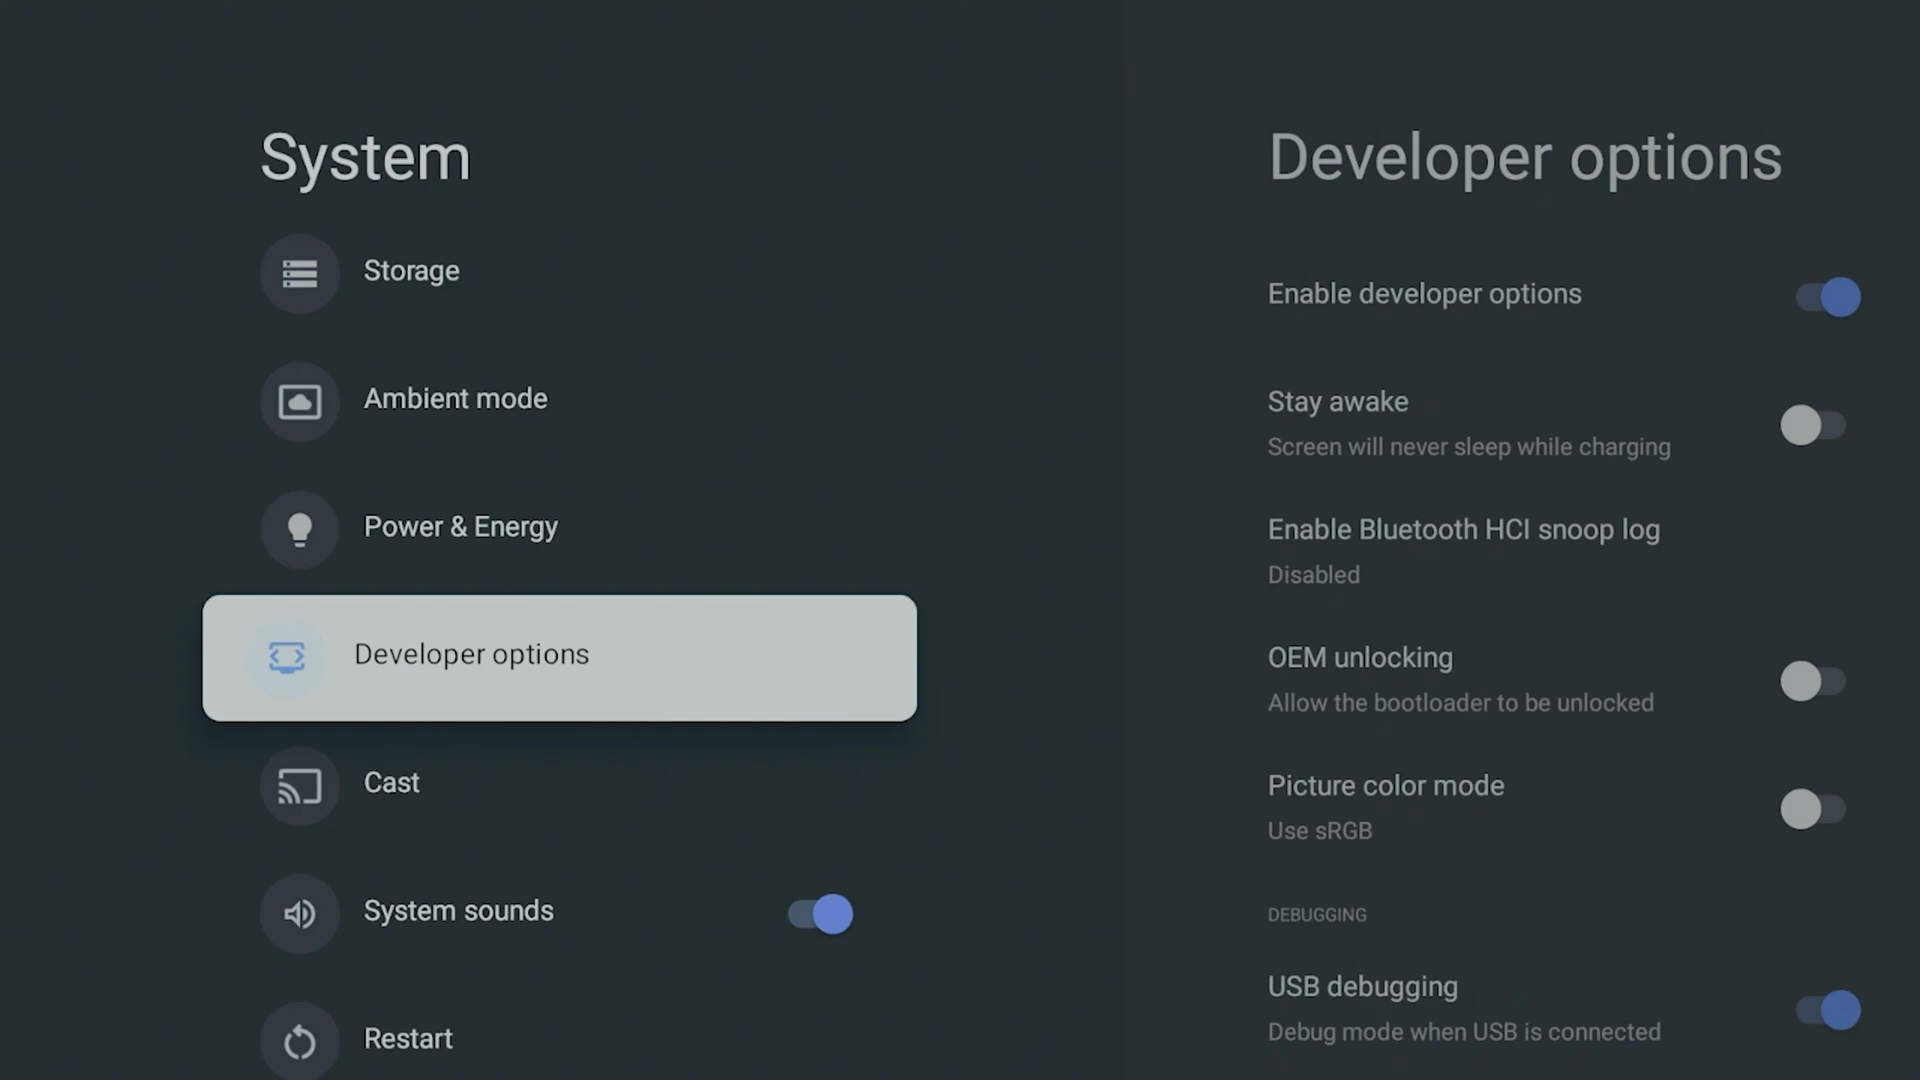 System
Storage
Ambient mode
Power & Energy
Developer options
Cast
System sounds
Restart
Developer options
Enable developer options
Stay awake
Screen will never sleep while charging
Enable Bluetooth HCI snoop log
Disabled
OEM unlocking
Allow the bootloader to be unlocked
Picture color mode
Use sRGB
DEBUGGING
USB debugging
Debug mode when USB is connected